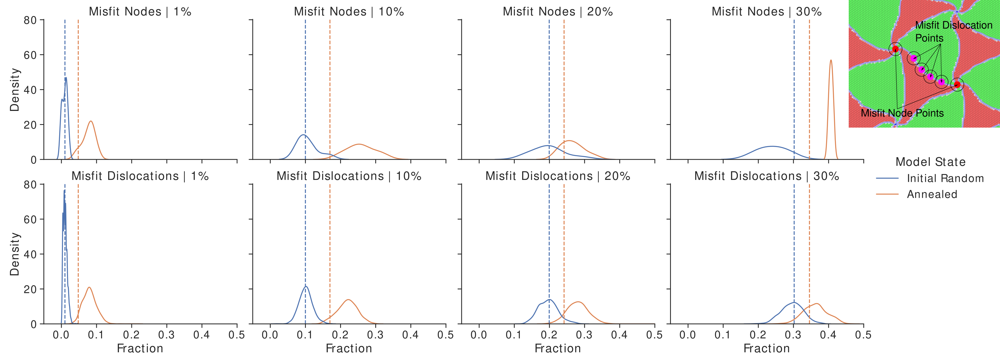 Misfit Nodes | 1%
Misfit Nodes | 10%
Misfit Nodes | 20%
Misfit Nodes | 30%
80
60
40
20
0
Density
Misfit Dislocation
Points
Misfit Node Points
Misfit Dislocations | 1%
Misfit Dislocations | 10%
Misfit Dislocations | 20%
Misfit Dislocations | 30%
80
60
40
20
0
Density
0.0 0.1 0.2 0.3 0.4 0.5
Fraction
0.0 0.1 0.2 0.3 0.4 0.5
Fraction
0.0 0.1 0.2 0.3 0.4 0.5
Fraction
0.0 0.1 0.2 0.3 0.4 0.5
Fraction
Model State
Initial Random
Annealed